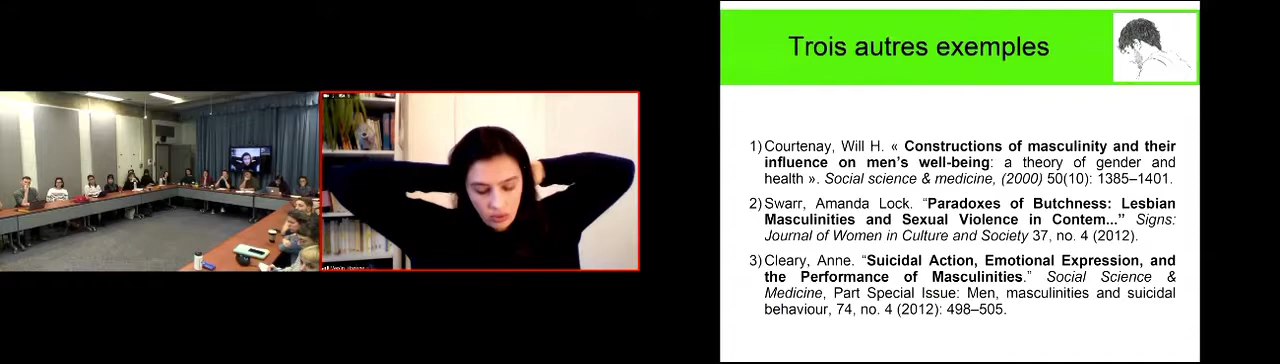 Trois autres exemples
1) Courtenay, Will H. « Constructions of masculinity and their
influence on men's well-being: a theory of gender and
health ». Social science & medicine, (2000) 50(10): 1385–1401.
2) Swarr, Amanda Lock. “Paradoxes of Butchness: Lesbian
Masculinities and Sexual Violence in Contem...” Signs:
Journal of Women in Culture and Society 37, no. 4 (2012).
3) Cleary, Anne. “Suicidal Action, Emotional Expression, and
the Performance of Masculinities.” Social Science &
Medicine, Part Special Issue: Men, masculinities and suicidal
behaviour, 74, no. 4 (2012): 498–505.